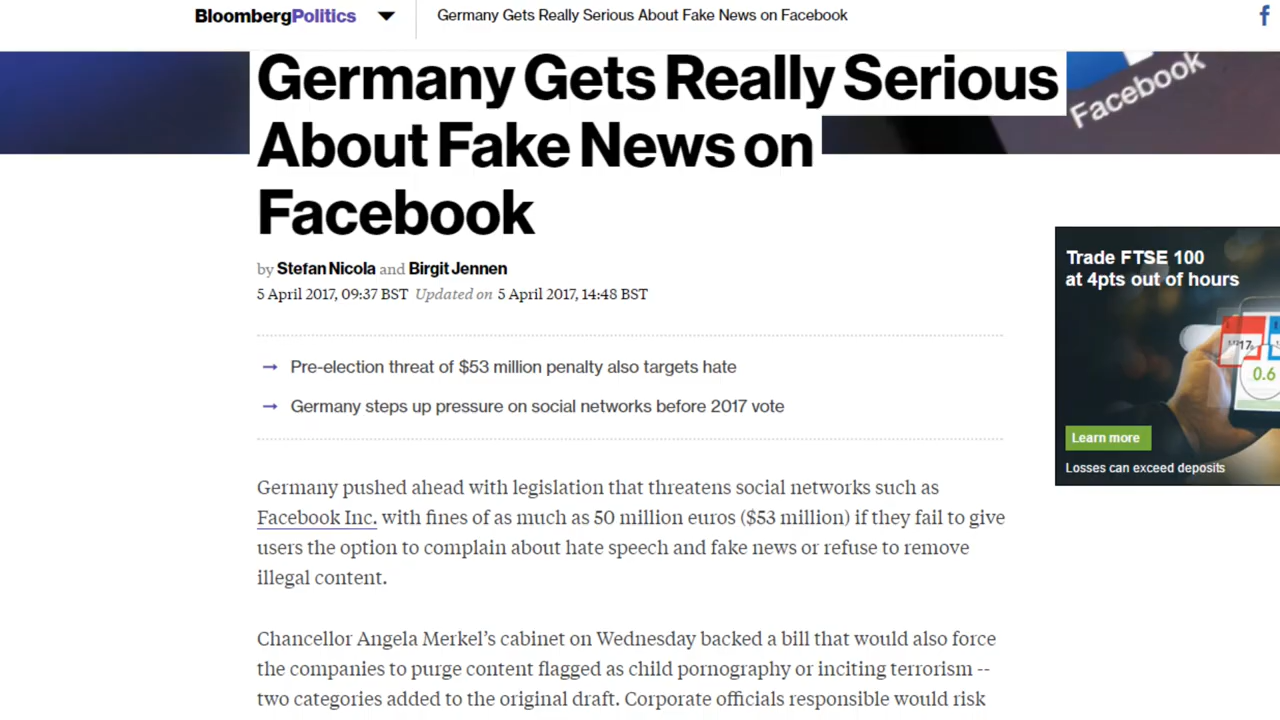 BloombergPolitics
Germany Gets Really Serious About Fake News on Facebook
f
Germany Gets Really Serious
About Fake News on
Facebook
Facebook
by Stefan Nicola and Birgit Jennen
5 April 2017, 09:37 BST Updated on 5 April 2017, 14:48 BST
→ Pre-election threat of $53 million penalty also targets hate
→ Germany steps up pressure on social networks before 2017 vote
Germany pushed ahead with legislation that threatens social networks such as
Facebook Inc. with fines of as much as 50 million euros ($53 million) if they fail to give
users the option to complain about hate speech and fake news or refuse to remove
illegal content.
Chancellor Angela Merkel’s cabinet on Wednesday backed a bill that would also force
the companies to purge content flagged as child pornography or inciting terrorism --
two categories added to the original draft. Corporate officials responsible would risk
Trade FTSE 100
at 4pts out of hours
0.6
Learn more
Losses can exceed deposits